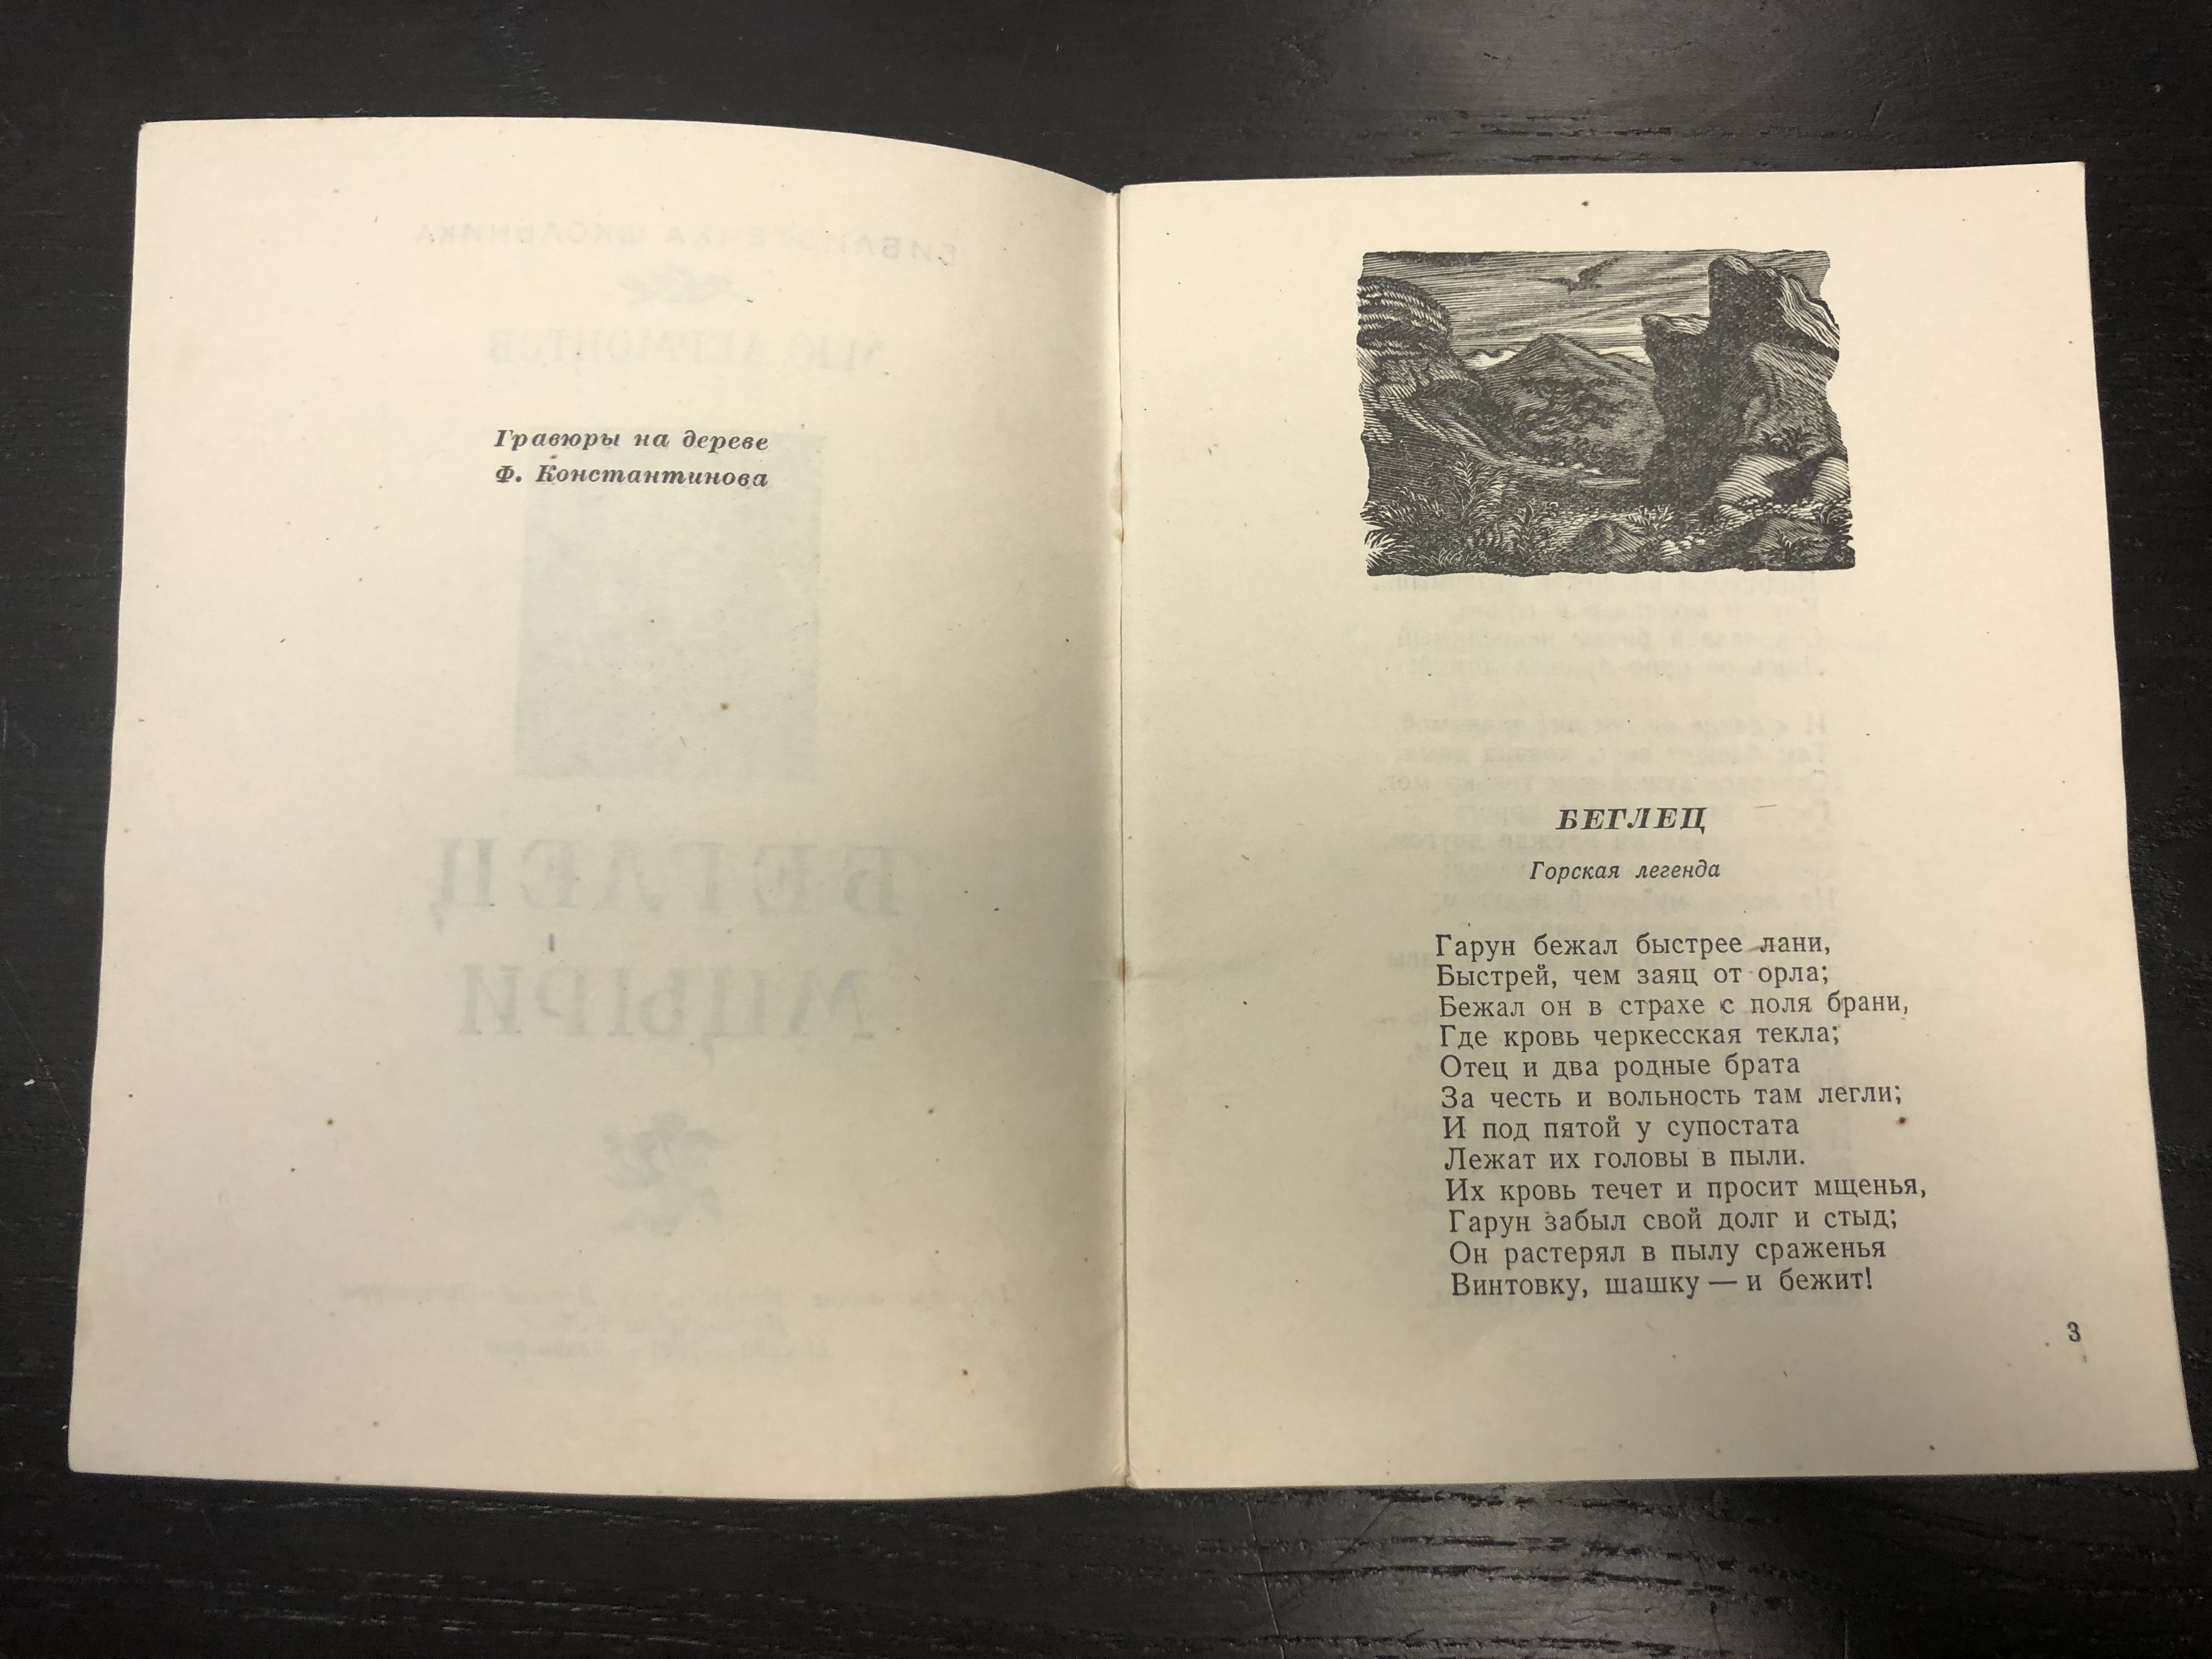 Гравюры на дереве
Ф. Константинова
БЕГЛЕЦ
Горская легенда
Гарун бежал быстрее лани,
Быстрей, чем заяц от орла;
Бежал он в страхе с поля брани,
Где кровь черкесская текла;
Отец и два родные брата
За честь и вольность там легли;
И под пятой у супостата
Лежат их головы в пыли.
Их кровь течет и просит мщенья,
Гарун забыл свой долг и стыд;
Он растерял в пылу сраженья
Винтовку, шашку — и бежит!
3